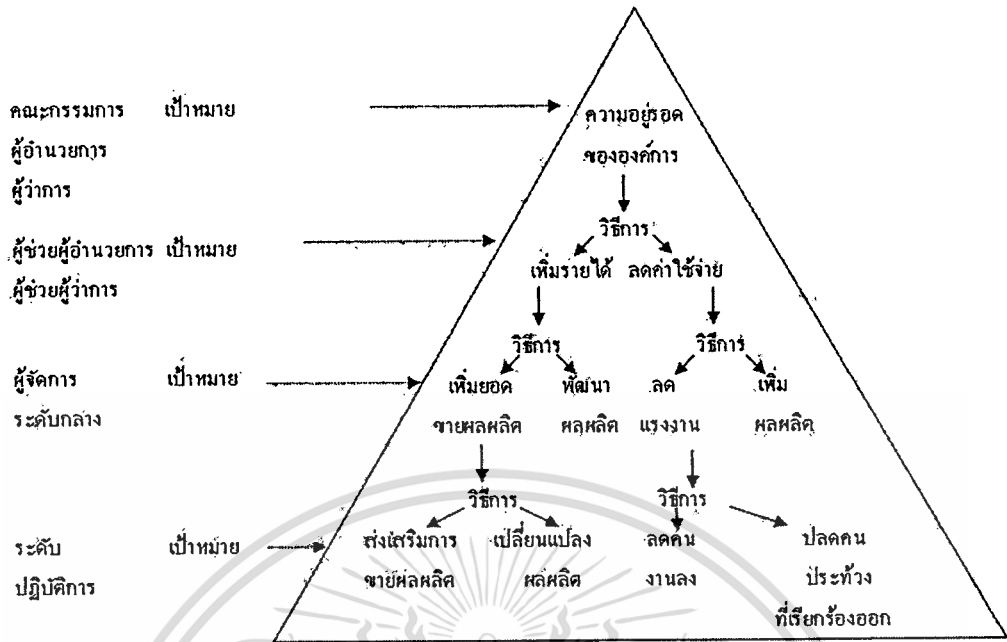 คณะกรรมการ เป้าหมาย ความอยู่รอด
ผู้อำนวยการ ขององค์การ
ผู้ว่าการ
วิธีการ
ผู้ช่วยผู้อำนวยการ เป้าหมาย
เพิ่มรายได้ ลดค่าใช้จ่าย
ผู้ช่วยผู้ว่าการ
วิธีการ วิธีการ
ผู้จัดการ เป้าหมาย เพิ่มยอด พัฒนา ลด เพิ่ม
ระดับกลาง ขายผลผลิต ผลผลิต แรงงาน ผลผลิต
วิธีการ วิธีการ
ระดับ เป้าหมาย ส่งเสริมการ เปลี่ยนแปลง ลดคน ปลดคน
ปฏิบัติการ ขายผลผลิต ผลผลิต งานลง ประท้วง
ที่เรียกร้องออก